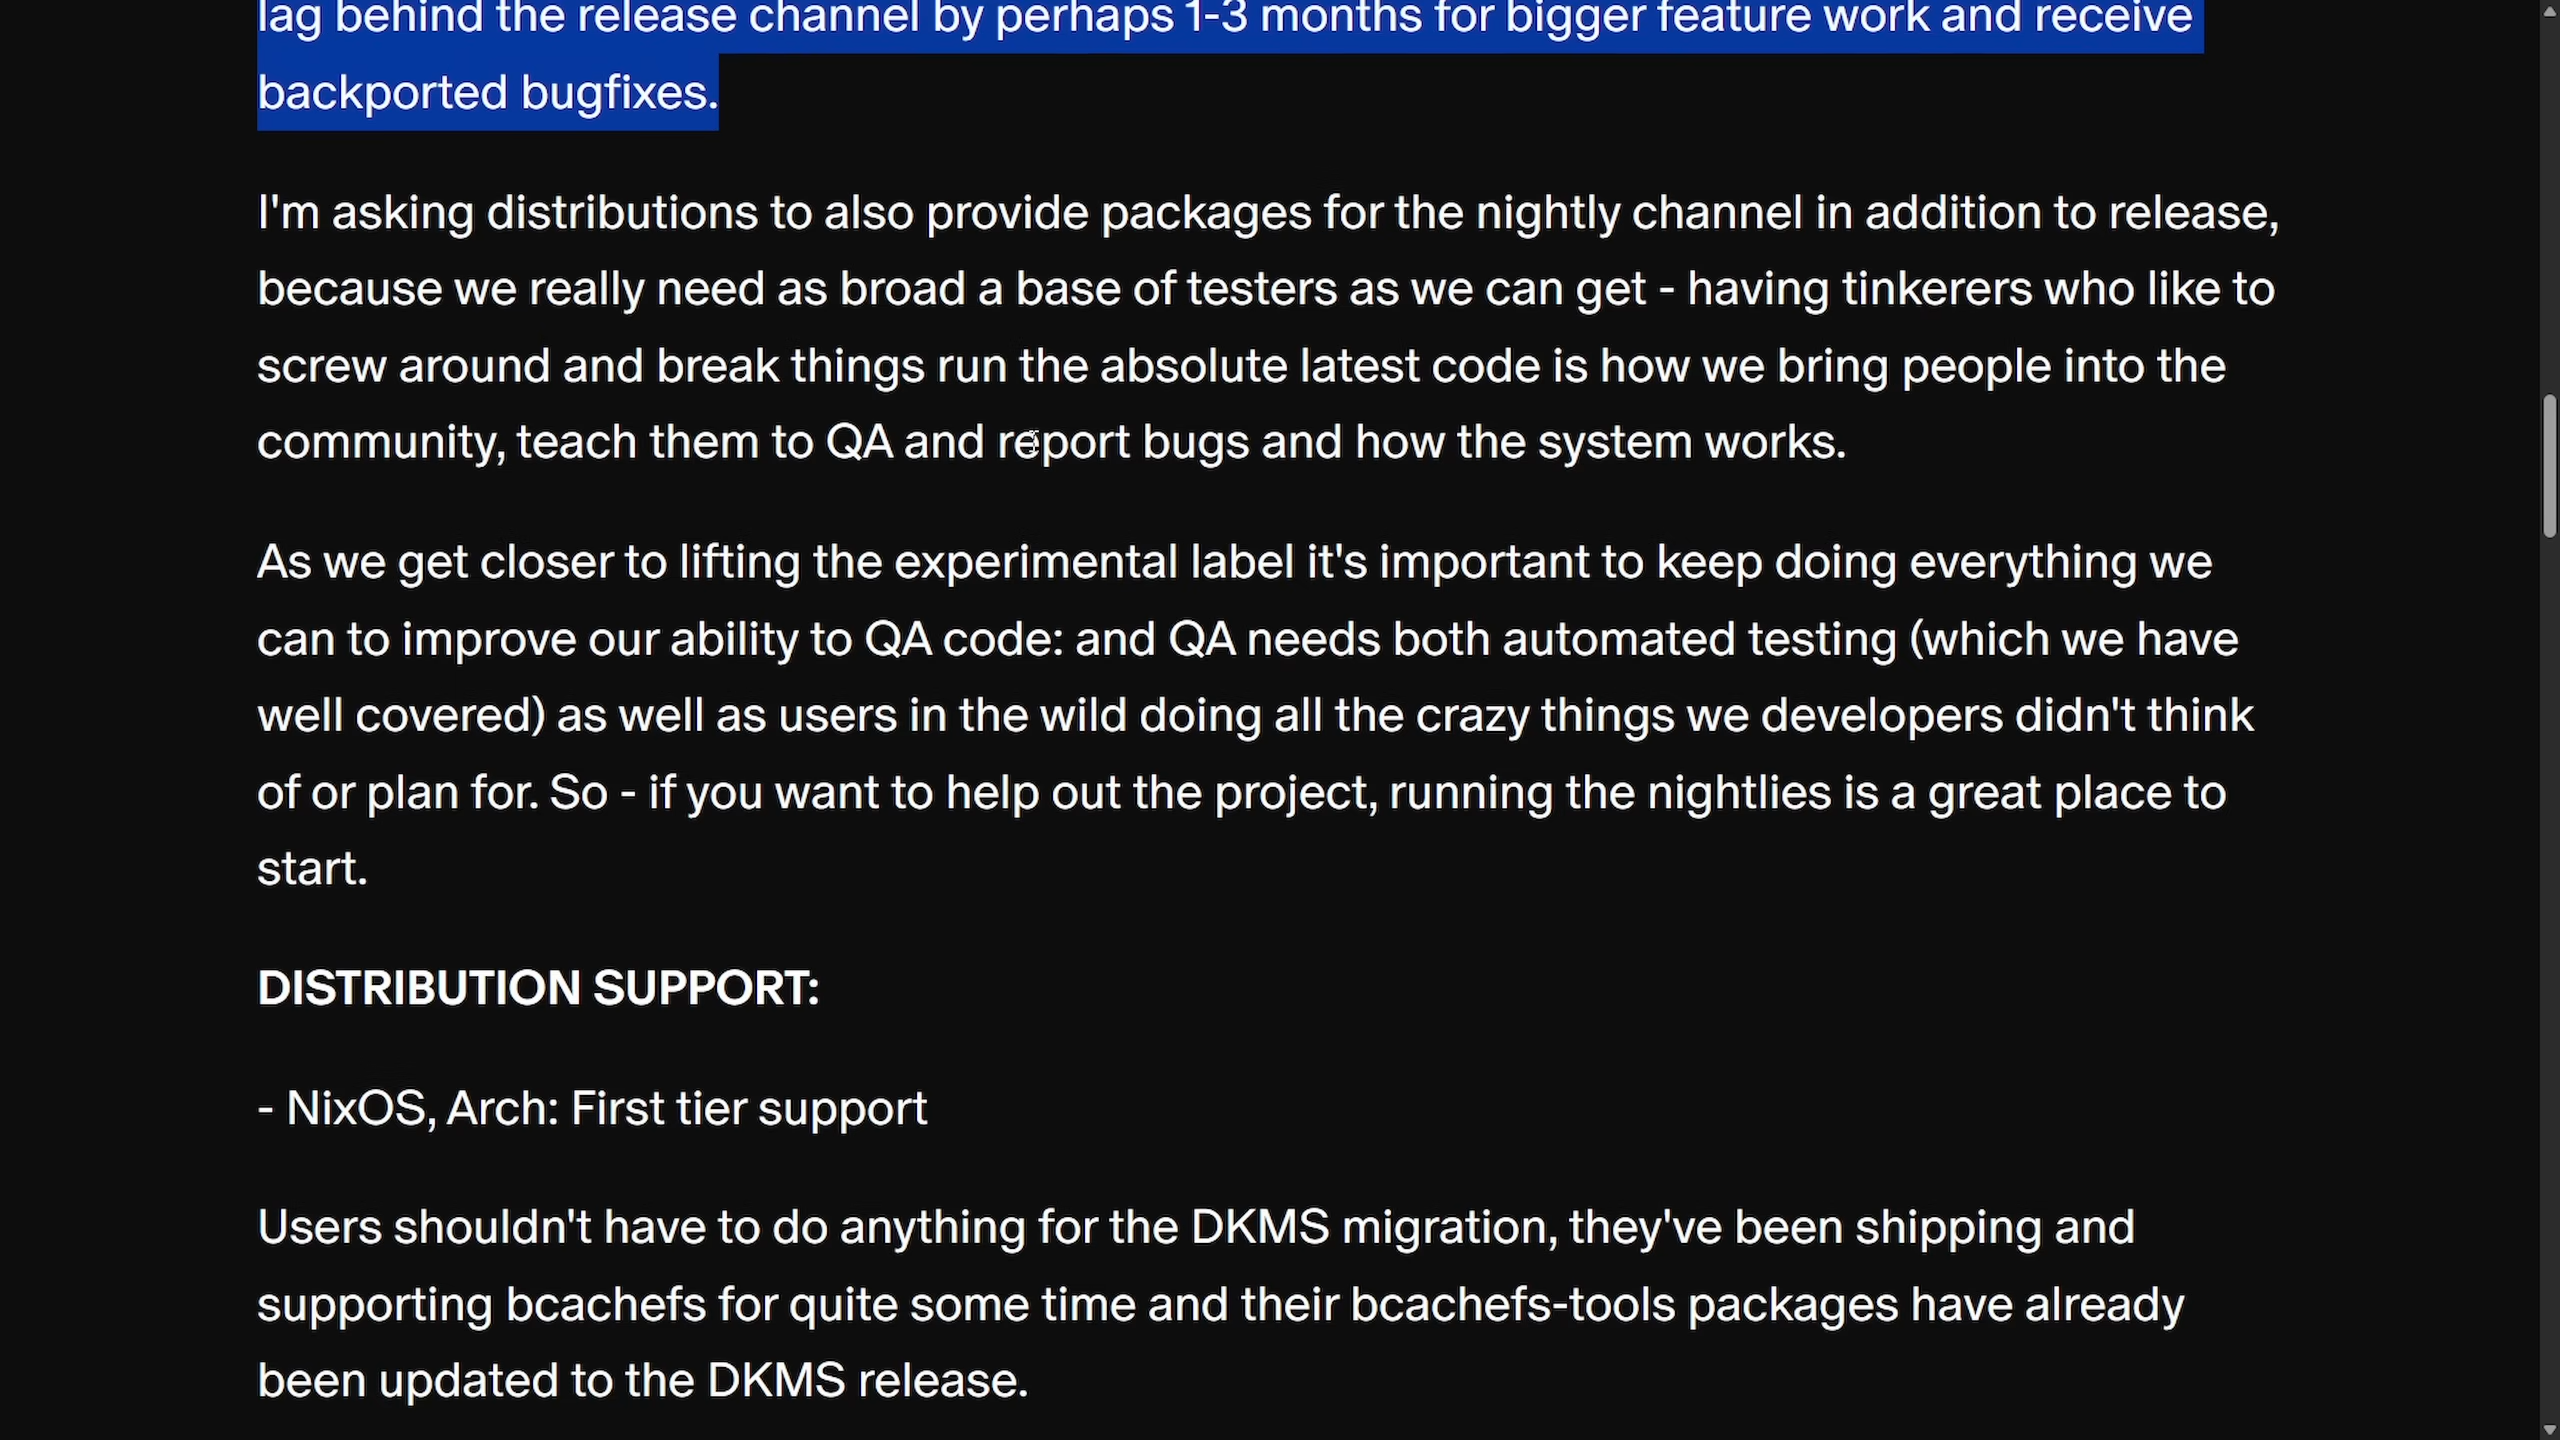 lag behind the release channel by perhaps 1-3 months for bigger feature work and receive
backported bugfixes.
I'm asking distributions to also provide packages for the nightly channel in addition to release,
because we really need as broad a base of testers as we can get - having tinkerers who like to
screw around and break things run the absolute latest code is how we bring people into the
community, teach them to QA and report bugs and how the system works.
As we get closer to lifting the experimental label it's important to keep doing everything we
can to improve our ability to QA code: and QA needs both automated testing (which we have
well covered) as well as users in the wild doing all the crazy things we developers didn't think
of or plan for. So - if you want to help out the project, running the nightlies is a great place to
start.
DISTRIBUTION SUPPORT:
- NixOS, Arch: First tier support
Users shouldn't have to do anything for the DKMS migration, they've been shipping and
supporting bcachefs for quite some time and their bcachefs-tools packages have already
been updated to the DKMS release.